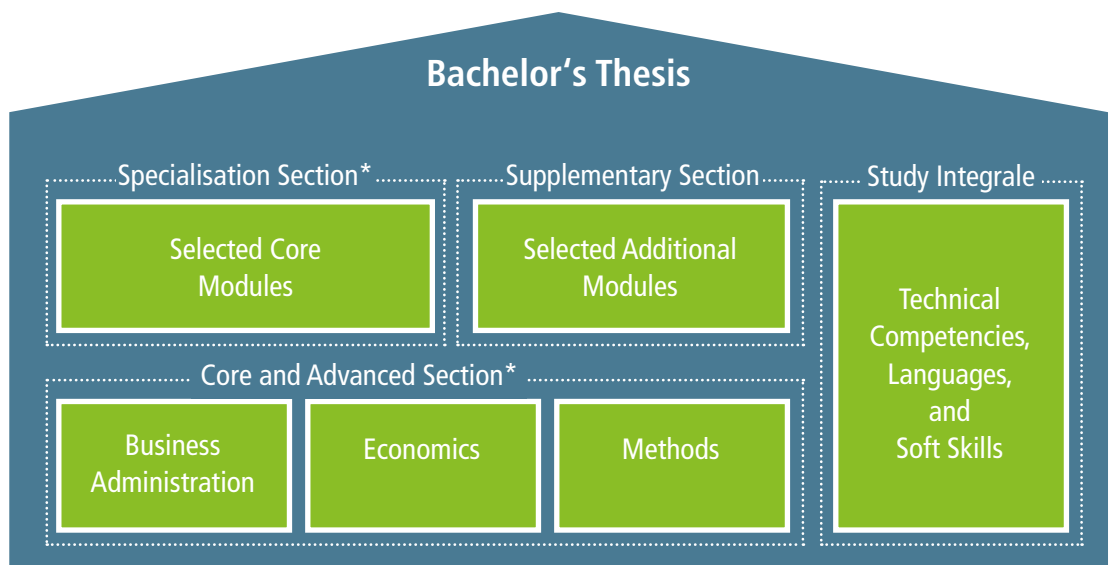 Bachelor‘s Thesis
Specialisation Section*
Selected Core
Modules
Supplementary Section
Selected Additional
Modules
Study Integrale
Technical
Competencies,
Languages,
and
Soft Skills
Core and Advanced Section*
Business
Administration
Economics
Methods